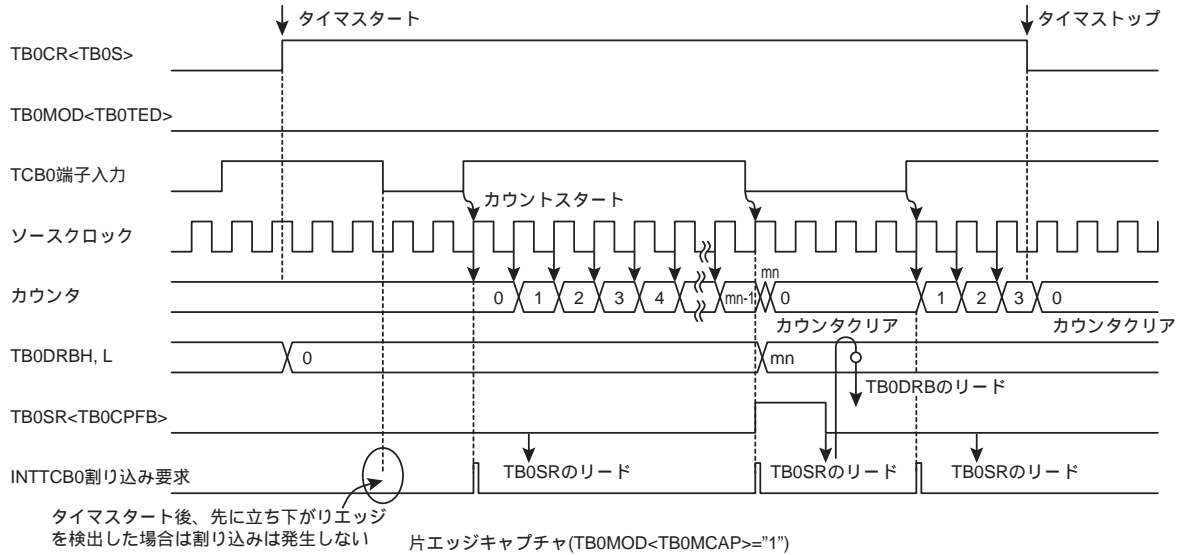 タイマスタート
タイマストップ
TB0CR<TB0S>
TB0MOD<TB0TED>
TCB0端子入力
カウントスタート
ソースクロック
カウンタ
0 1 2 3 4 mn-1 mn 0 1 2 3 0
カウンタクリア
カウンタクリア
TB0DRBH, L
0
mn
TB0DRBのリード
TB0SR<TB0CPFB>
INTTCB0割り込み要求
TB0SRのリード
TB0SRのリード
TB0SRのリード
タイマスタート後、先に立ち下がりエッジ
を検出した場合は割り込みは発生しない
片エッジキャプチャ(TB0MOD<TB0MCAP>="1")